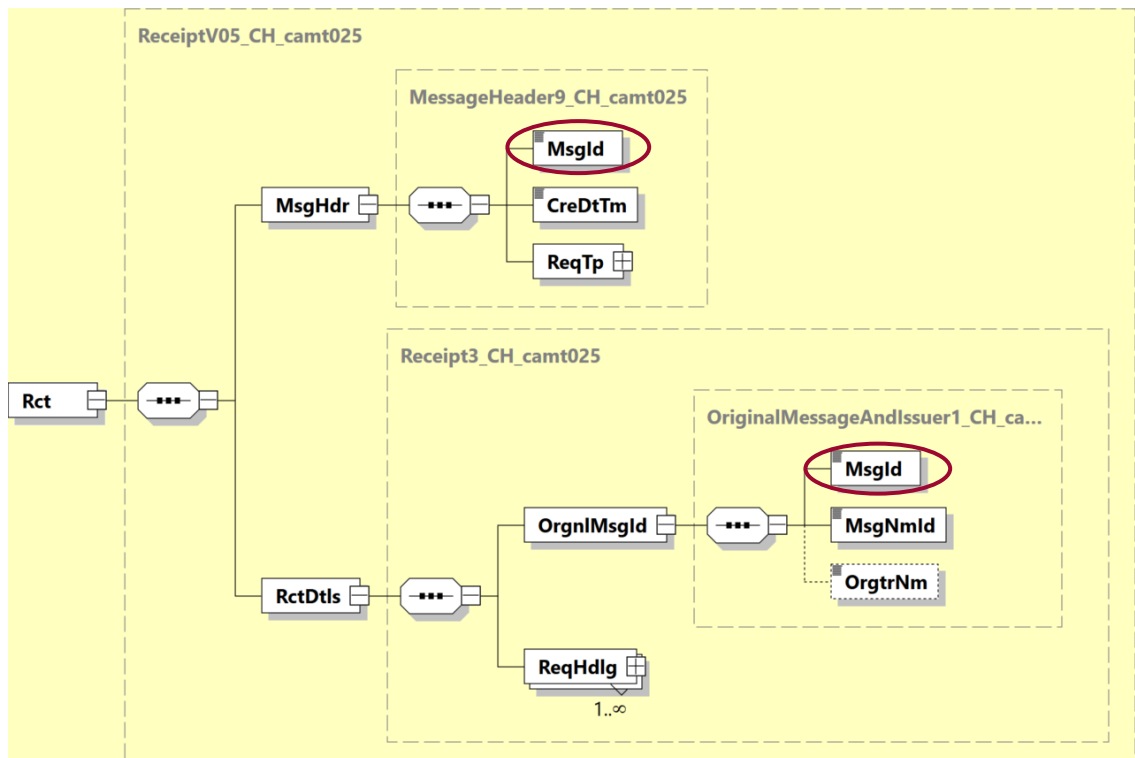 ReceiptV05_CH_camt025
MessageHeader9_CH_camt025
MsgId
MsgHdr
CreDtTm
ReqTp
Receipt3_CH_camt025
Rct
OriginalMessageAndIssuer1_CH_ca...
MsgId
OrgnlMsgId
MsgNmId
OrgtrNm
RctDtls
ReqHdlg
1..∞